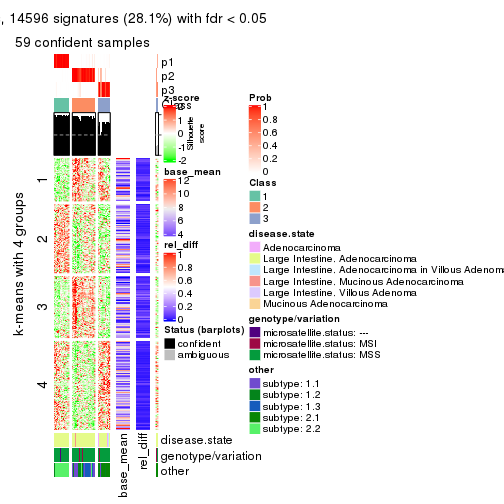 , 14596 signatures (28.1%) with fdr < 0.05
59 confident samples
p1
p2
p3
Class
z-score
2
1
0
-1
-2
Silhouette
score
Prob
1
0.8
0.6
0.4
0.2
0
k-means with 4 groups
1
2
3
4
base_mean
12
10
8
6
4
rel_diff
1
0.8
0.6
0.4
0.2
0
Status (barplots)
confident
ambiguous
Class
1
2
3
disease.state
Adenocarcinoma
Large Intestine. Adenocarcinoma
Large Intestine. Adenocarcinoma in Villous Adenom
Large Intestine. Mucinous Adenocarcinoma
Large Intestine. Villous Adenoma
Mucinous Adenocarcinoma
genotype/variation
microsatellite.status: ---
microsatellite.status: MSI
microsatellite.status: MSS
other
subtype: 1.1
subtype: 1.2
subtype: 1.3
subtype: 2.1
subtype: 2.2
disease.state
genotype/variation
other
base_mean
rel_diff